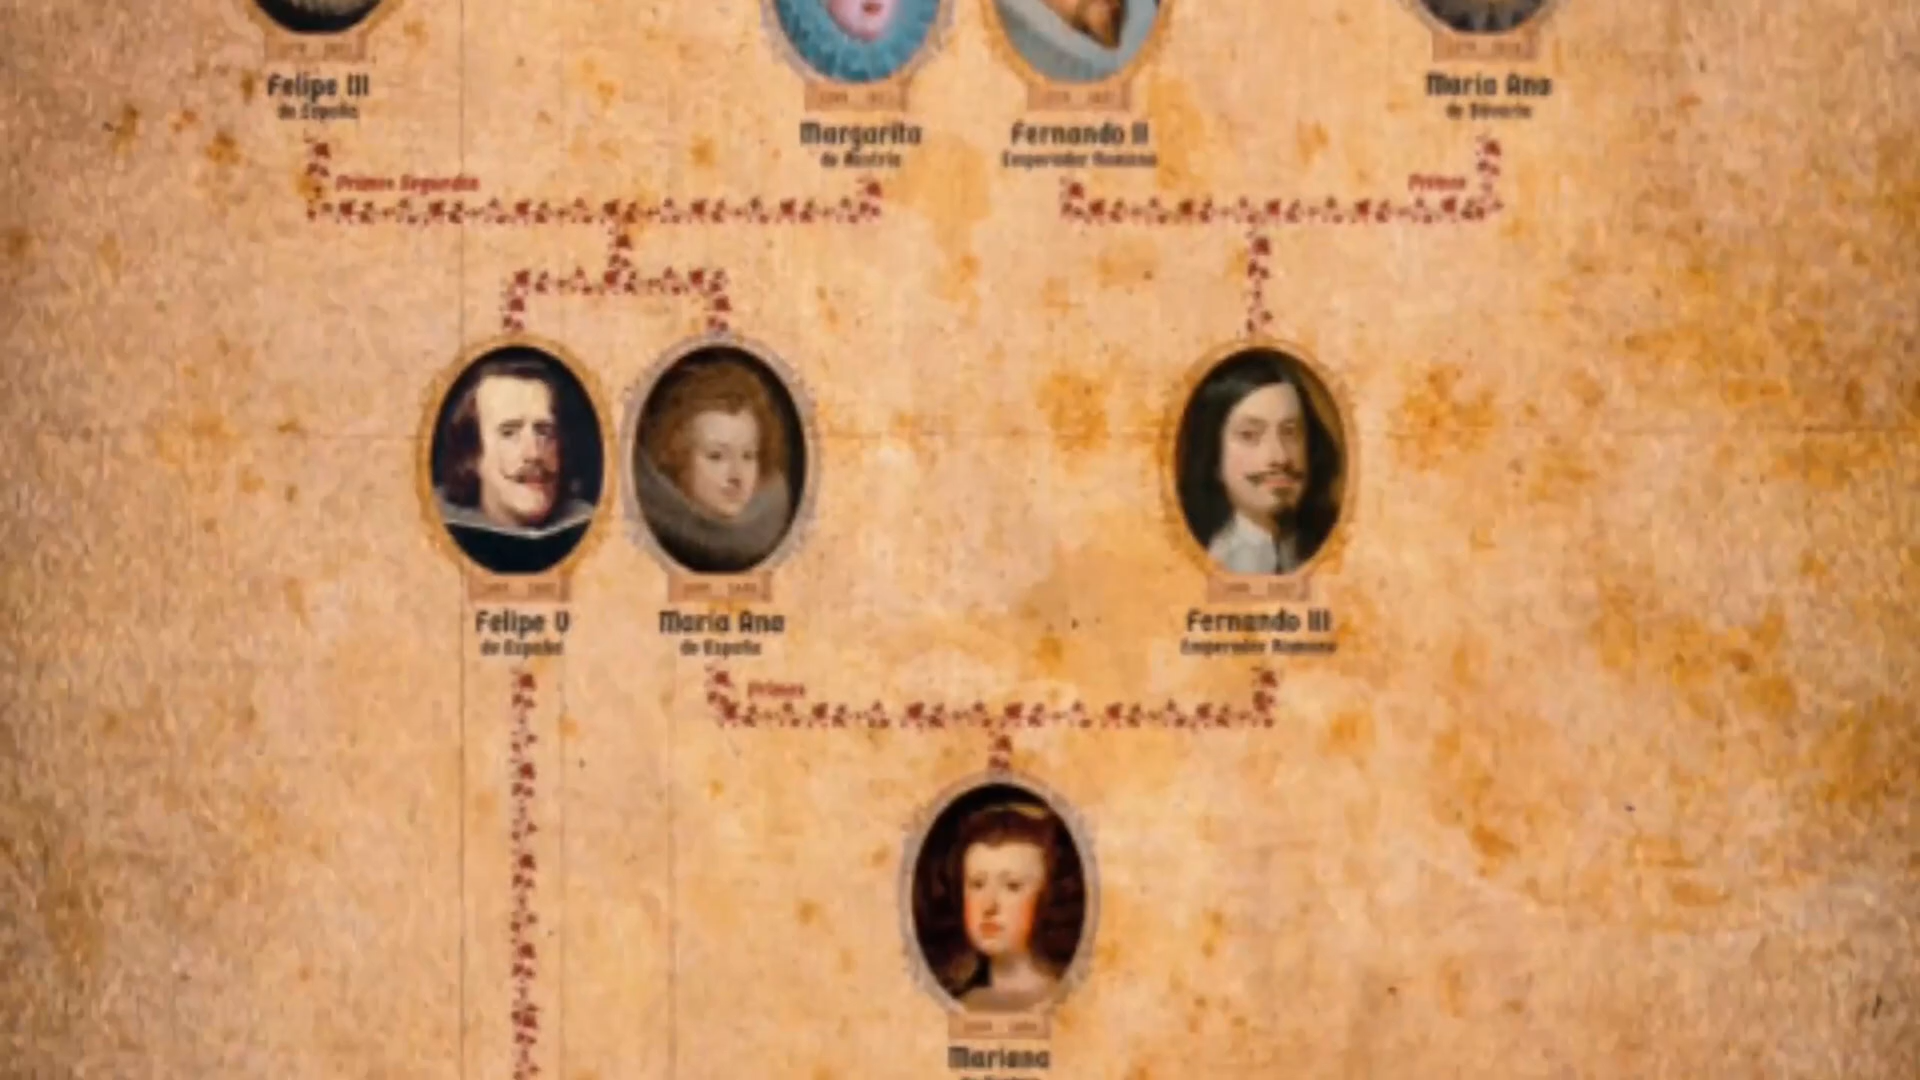 Felipe III
de España
Maria Ana
de Baviera
Margarita
de Austria
Fernando II
Emperador Romano
Primos Segundos
Primos
Felipe V
de España
Maria Ana
de España
Fernando III
Emperador Romano
Primos
Mariana